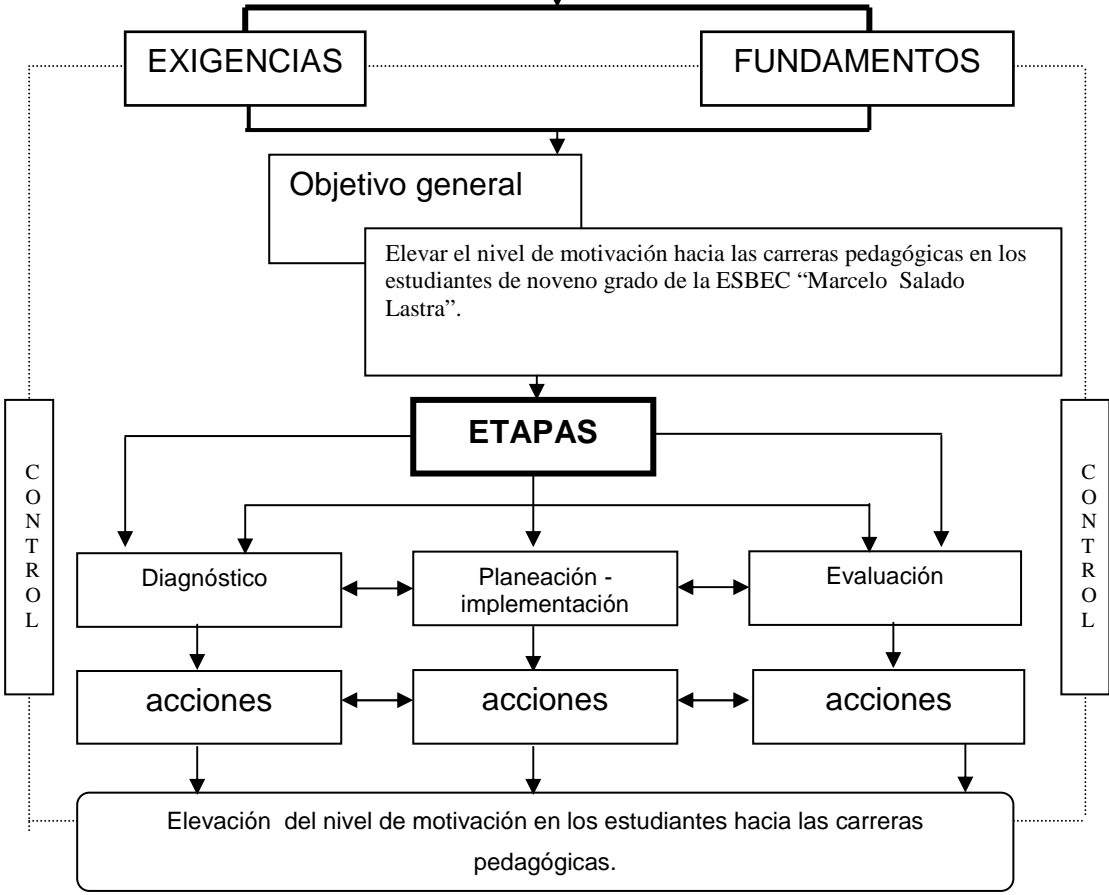 EXIGENCIAS
FUNDAMENTOS
Objetivo general
Elevar el nivel de motivación hacia las carreras pedagógicas en los
estudiantes de noveno grado de la ESBEC “Marcelo Salado
Lastra”.
ETAPAS
CONTROL
CONTROL
Diagnóstico
Planeación -
implementación
Evaluación
acciones
acciones
acciones
Elevación del nivel de motivación en los estudiantes hacia las carreras
pedagógicas.